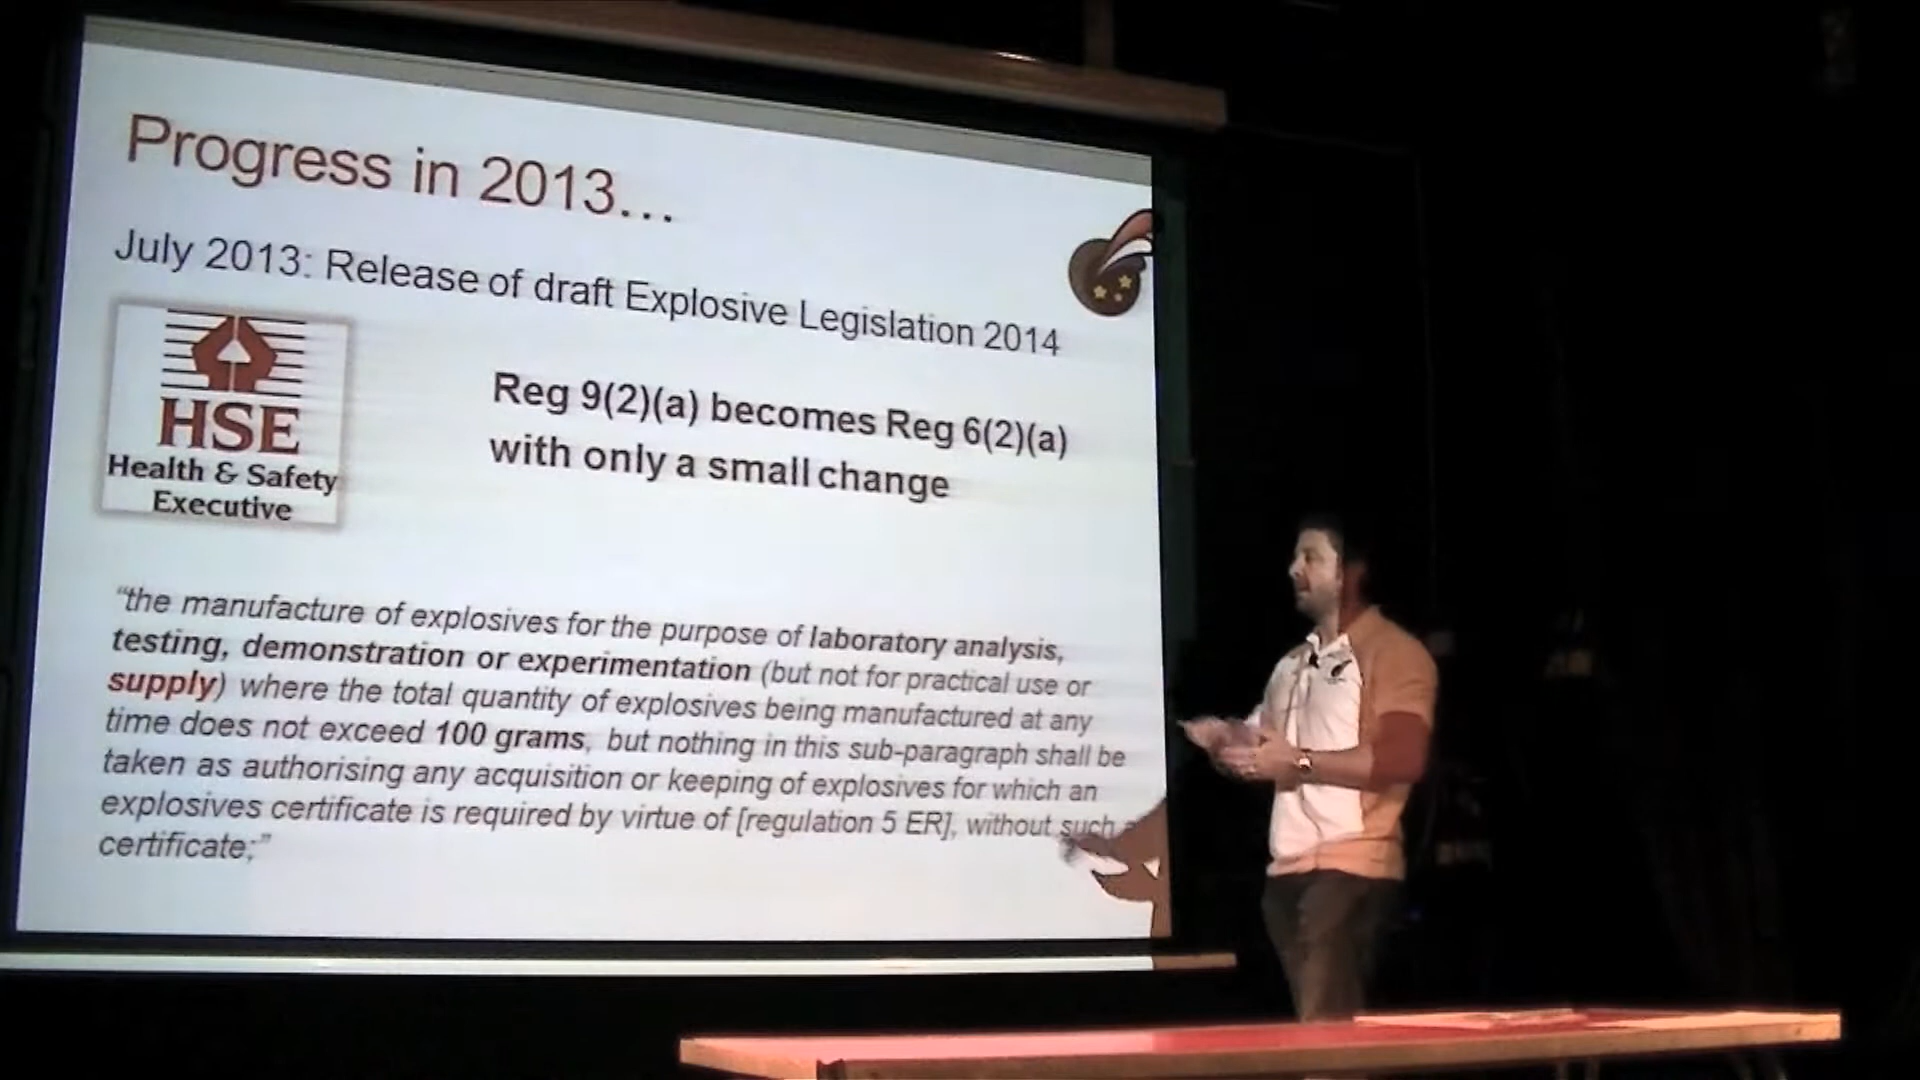 Progress in 2013...
July 2013: Release of draft Explosive Legislation 2014
HSE
Health & Safety
Executive
Reg 9(2)(a) becomes Reg 6(2)(a)
with only a small change
“the manufacture of explosives for the purpose of laboratory analysis,
testing, demonstration or experimentation (but not for practical use or
supply) where the total quantity of explosives being manufactured at any
time does not exceed 100 grams, but nothing in this sub-paragraph shall be
taken as authorising any acquisition or keeping of explosives for which an
explosives certificate is required by virtue of [regulation 5 ER], without such a
certificate;”